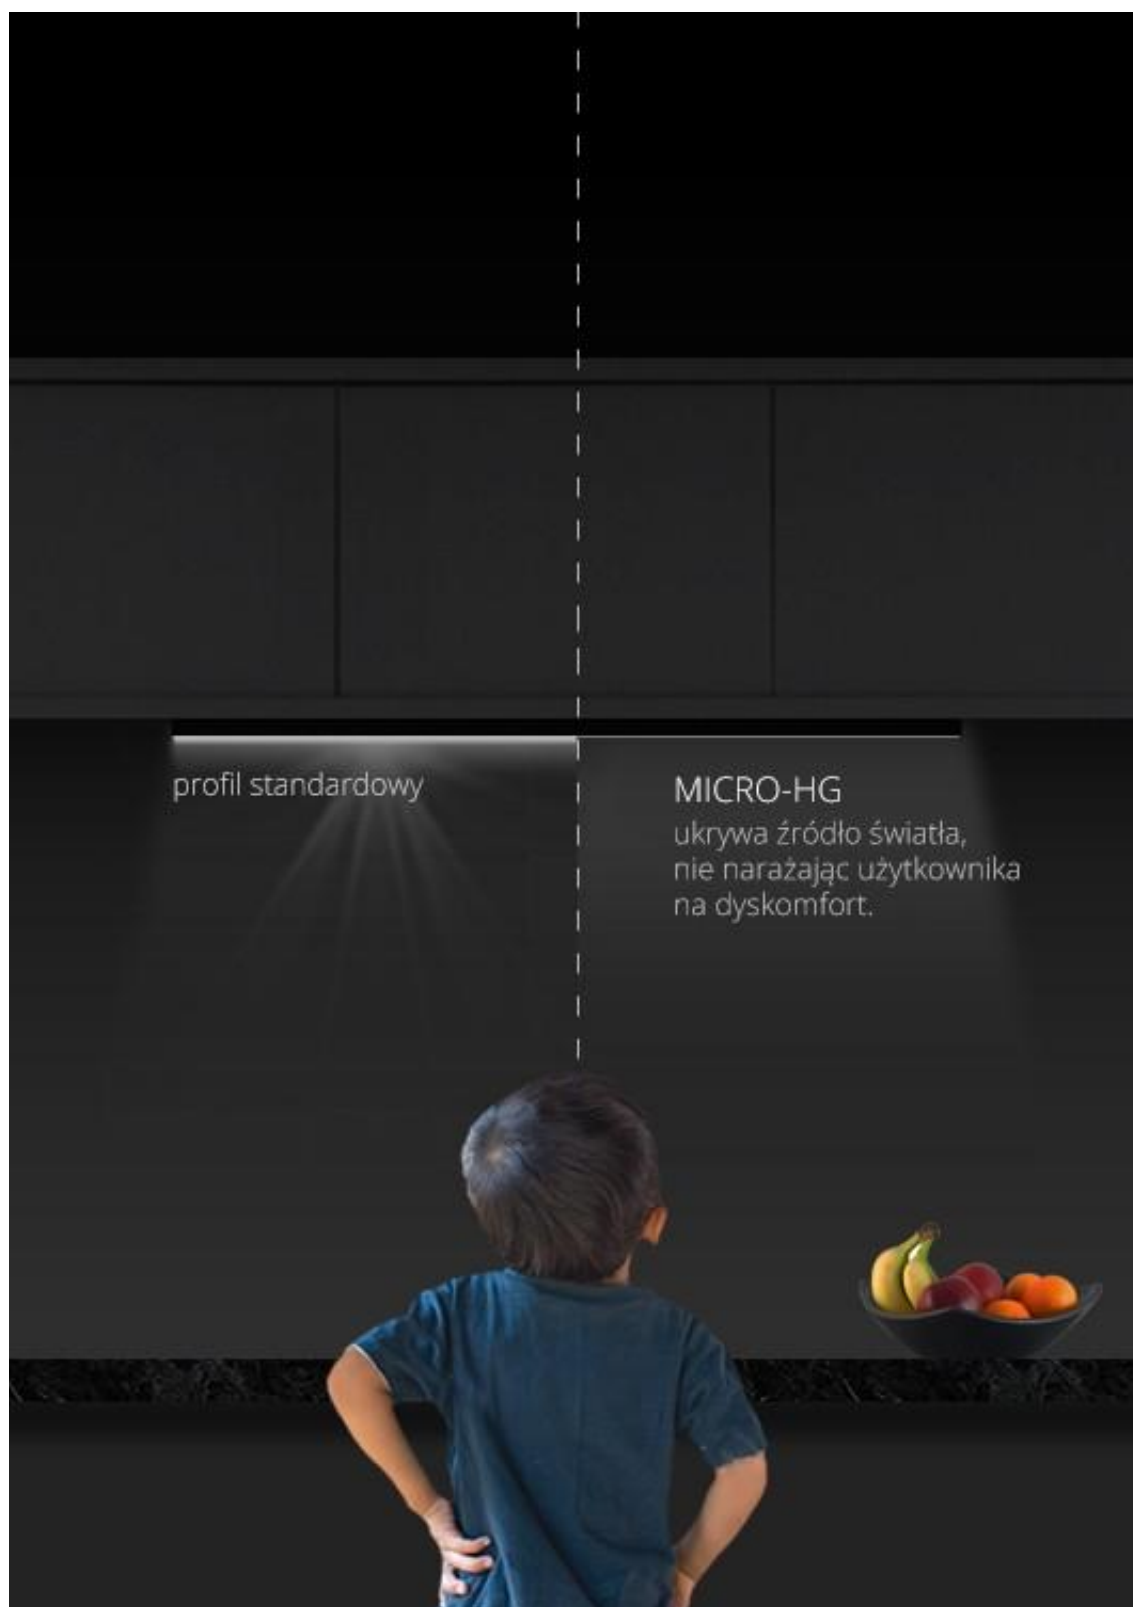 profil standardowy
MICRO-HG
ukrywa źródło światła,
nie narażając użytkownika
na dyskomfort.